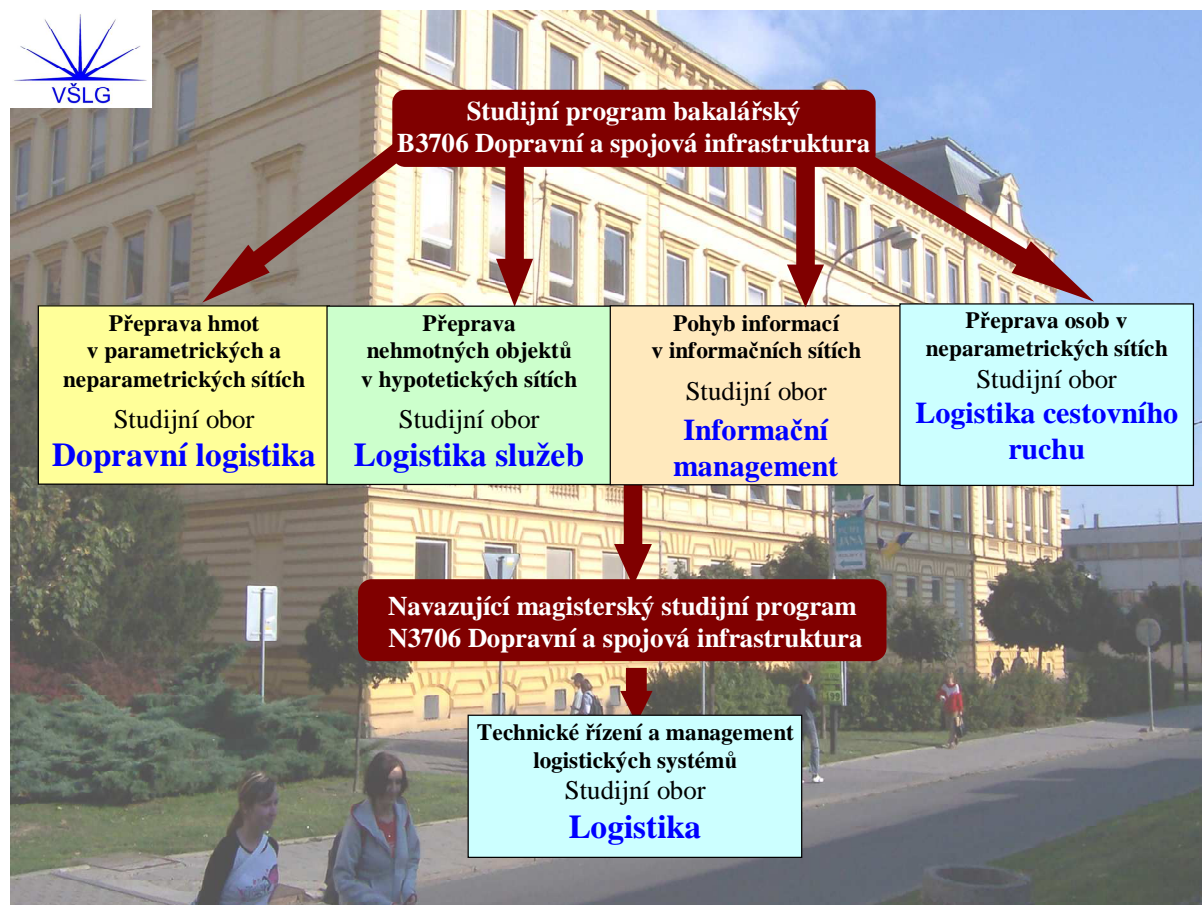 VŠLG
Studijní program bakalářský
B3706 Dopravní a spojová infrastruktura
Přeprava hmot
v parametrických a
neparametrických sítích
Studijní obor
Dopravní logistika
Přeprava
nehmotných objektů
v hypotetických sítích
Studijní obor
Logistika služeb
Pohyb informací
v informačních sítích
Studijní obor
Informační
management
Přeprava osob v
neparametrických sítích
Studijní obor
Logistika cestovního
ruchu
Navazující magisterský studijní program
N3706 Dopravní a spojová infrastruktura
Technické řízení a management
logistických systémů
Studijní obor
Logistika